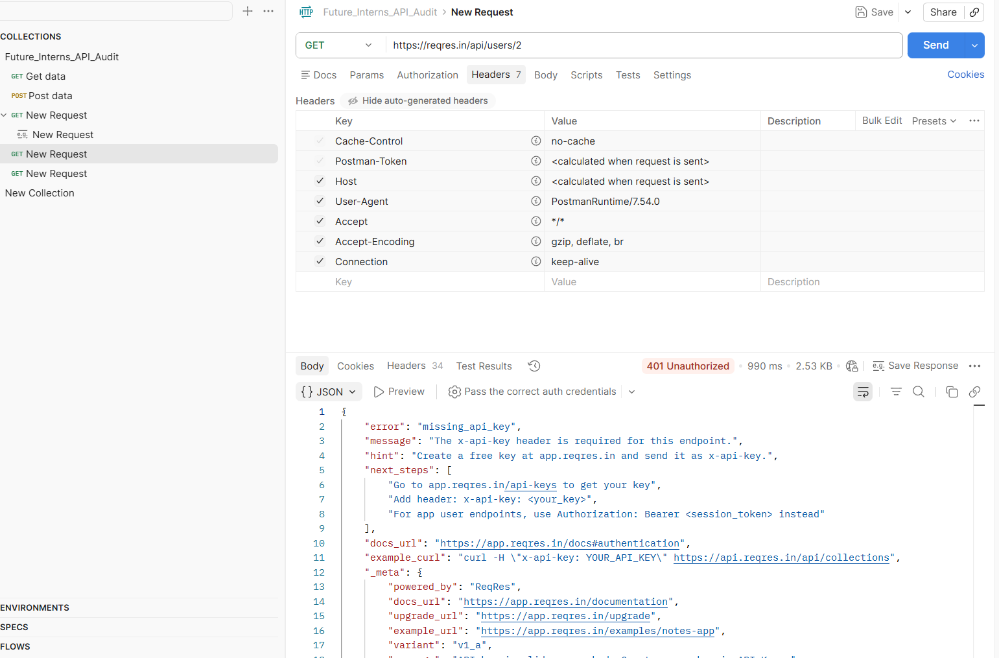 COLLECTIONS
Future_Interns_API_Audit
GET Get data
POST Post data
GET New Request
e.g. New Request
GET New Request
GET New Request
New Collection
ENVIRONMENTS
SPECS
FLOWS
HTTP Future_Interns_API_Audit > New Request Save Share
GET https://reqres.in/api/users/2 Send
Docs Params Authorization Headers 7 Body Scripts Tests Settings Cookies
Headers Hide auto-generated headers
Key Value Description Bulk Edit Presets
Cache-Control no-cache
Postman-Token <calculated when request is sent>
Host <calculated when request is sent>
User-Agent PostmanRuntime/7.54.0
Accept */*
Accept-Encoding gzip, deflate, br
Connection keep-alive
Key Value Description
Body Cookies Headers 34 Test Results 401 Unauthorized 990 ms 2.53 KB e.g. Save Response
{} JSON Preview Pass the correct auth credentials
1 {
2 "error": "missing_api_key",
3 "message": "The x-api-key header is required for this endpoint.",
4 "hint": "Create a free key at app.reqres.in and send it as x-api-key.",
5 "next_steps": [
6 "Go to app.reqres.in/api-keys to get your key",
7 "Add header: x-api-key: <your_key>",
8 "For app user endpoints, use Authorization: Bearer <session_token> instead"
9 ],
10 "docs_url": "https://app.reqres.in/docs#authentication",
11 "example_curl": "curl -H \"x-api-key: YOUR_API_KEY\" https://api.reqres.in/api/collections",
12 "_meta": {
13 "powered_by": "ReqRes",
14 "docs_url": "https://app.reqres.in/documentation",
15 "upgrade_url": "https://app.reqres.in/upgrade",
16 "example_url": "https://app.reqres.in/examples/notes-app",
17 "variant": "v1_a",